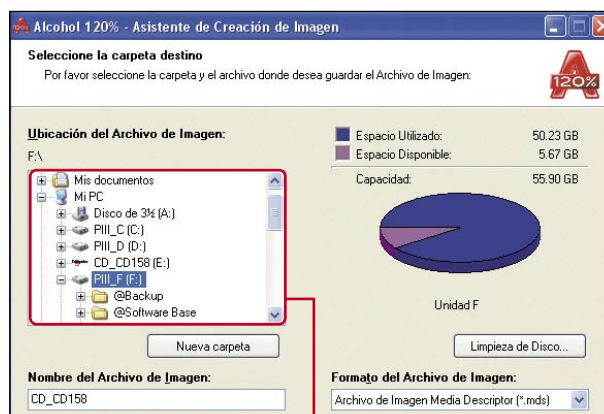 Alcohol 120% - Asistente de Creación de Imagen
Seleccione la carpeta destino
Por favor seleccione la carpeta y el archivo donde desea guardar el Archivo de Imagen:
120%
Ubicación del Archivo de Imagen:
F:\
Mis documentos
Mi PC
Disco de 3½ (A:)
PIII_C (C:)
PIII_D (D:)
CD_CD158 (E:)
PIII_F (F:)
@Backup
@Software Base
Nueva carpeta
Espacio Utilizado: 50.23 GB
Espacio Disponible: 5.67 GB
Capacidad: 55.90 GB
Unidad F
Limpieza de Disco...
Nombre del Archivo de Imagen:
CD_CD158
Formato del Archivo de Imagen:
Archivo de Imagen Media Descriptor (*.mds)